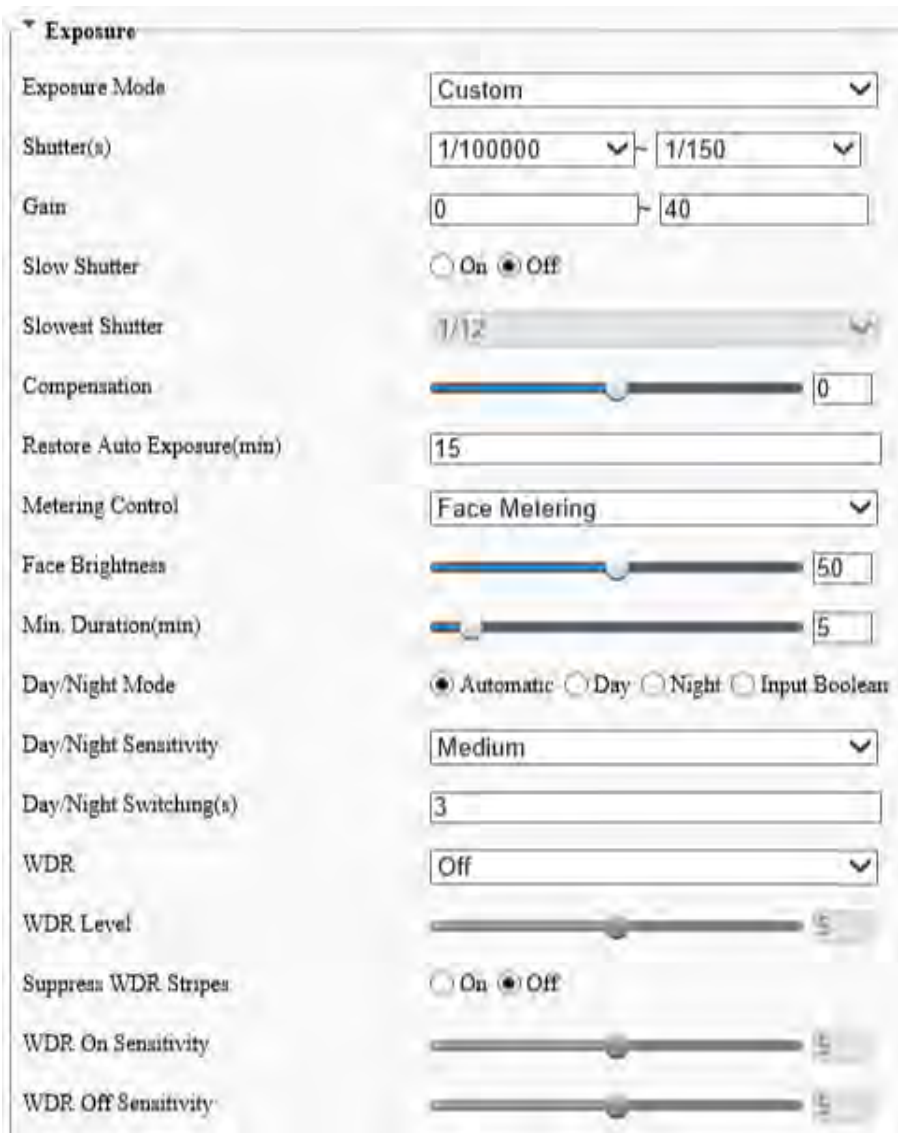 Exposure
Exposure Mode Custom
Shutter(s) 1/100000 ~ 1/150
Gain 0 ~ 40
Slow Shutter On Off
Slowest Shutter 1/12
Compensation 0
Restore Auto Exposure(min) 15
Metering Control Face Metering
Face Brightness 50
Min. Duration(min) 5
Day/Night Mode Automatic Day Night Input Boolean
Day/Night Sensitivity Medium
Day/Night Switching(s) 3
WDR Off
WDR Level
Suppress WDR Stripes On Off
WDR On Sensitivity
WDR Off Sensitivity